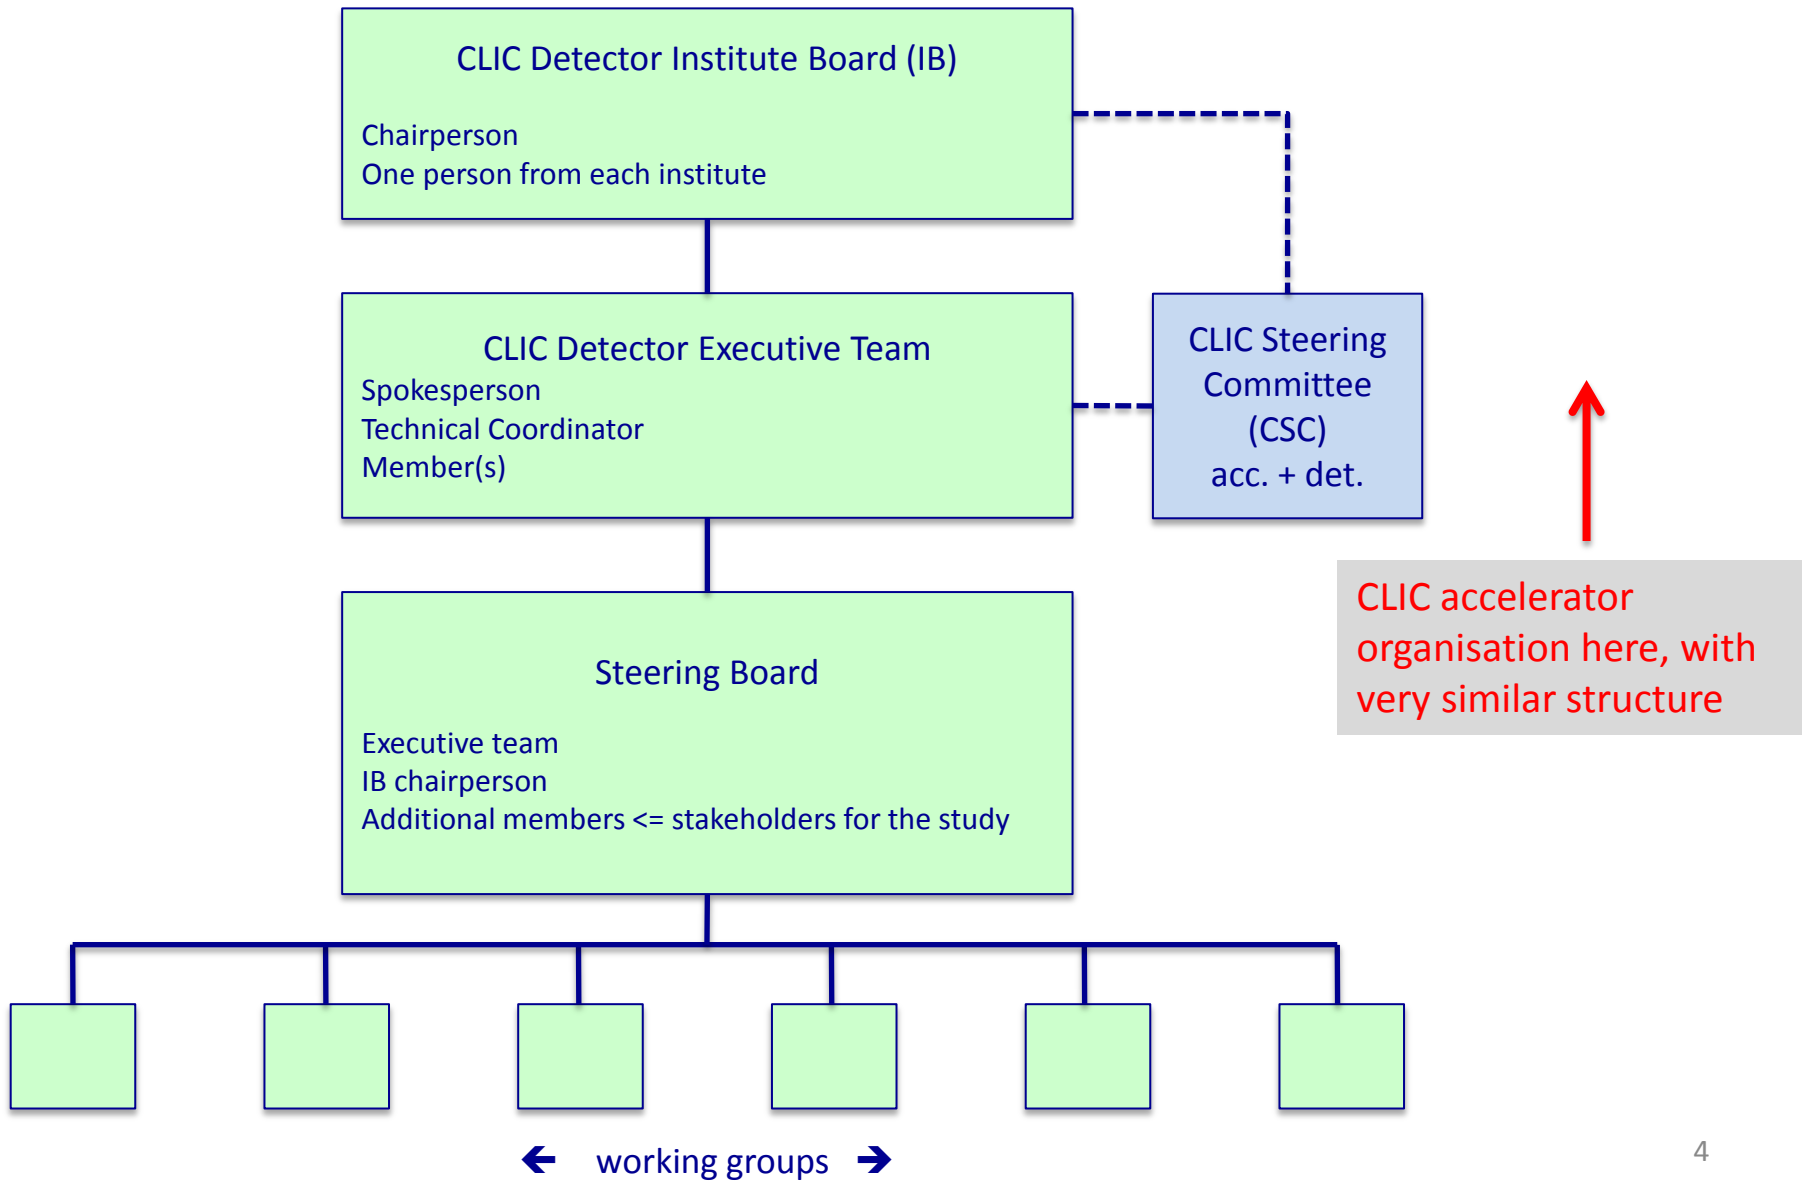 CLIC Detector Institute Board (IB)
Chairperson
One person from each institute
CLIC Detector Executive Team
Spokesperson
Technical Coordinator
Member(s)
CLIC Steering
Committee
(CSC)
acc. + det.
CLIC accelerator
organisation here, with
very similar structure
Steering Board
Executive team
IB chairperson
Additional members <= stakeholders for the study
🡸 working groups 🡺
4